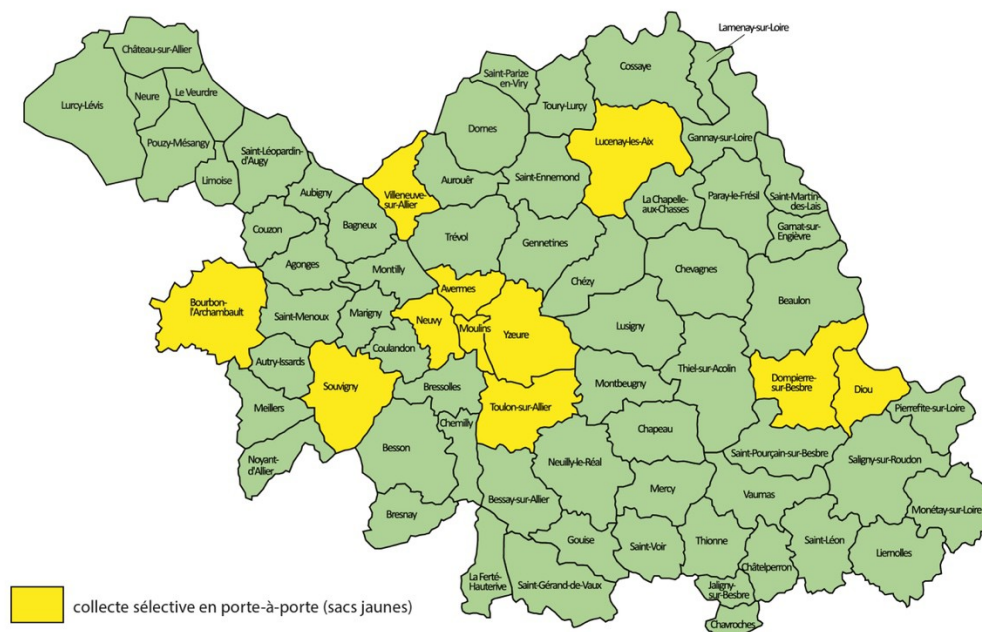 Lamenay-sur-Loire
Château-sur-Allier
Cossaye
Saint-Parize
en-Viry
Lurcy-Lévis
Neure
Le Veurdre
Toury-Lurçy
Dornes
Lucenay-les-Aix
Gannay-sur-Loire
Pouzy-Mésangy
Saint-Léopardin-
d'Augy
Limoise
Aubigny
Villeneuve-
sur-Allier
Aurouër
Saint-Ennemond
La Chapelle-
aux-Chasses
Paray-le-Frésil
Saint-Martin-
des-Lais
Garnat-sur-
Engièvre
Couzon
Bagneux
Trévol
Gennetines
Agonges
Montilly
Chézy
Chevagnes
Beaulon
Avermes
Bourbon-
l'Archambault
Saint-Menoux
Marigny
Neuvy
Moulins
Yzeure
Lusigny
Coulandon
Autry-Issards
Thiel-sur-Acolin
Souvigny
Bressolles
Montbeugny
Dompierre-
sur-Besbre
Diou
Meillers
Toulon-sur-Allier
Pierrefite-sur-Loire
Chemilly
Chapeau
Besson
Saint-Pourçain-sur-Besbre
Noyant-
d'Allier
Neuilly-le-Réal
Saligny-sur-Roudon
Mercy
Vaumas
Bessay-sur-Allier
Monétay-sur-Loire
Bresnay
Gouise
Saint-Voir
Thionne
Saint-Léon
Liernolles
Châtelperron
La Ferté-
Hauterive
Saint-Gérand-de-Vaux
Jaligny-
sur-Besbre
Chavroches
collecte sélective en porte-à-porte (sacs jaunes)